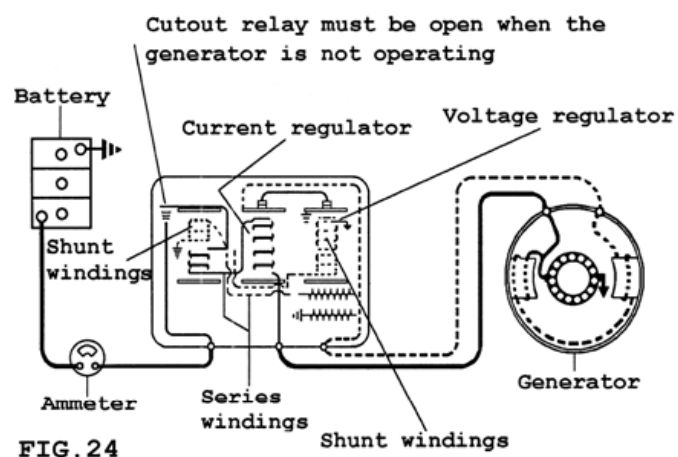 Cutout relay must be open when the
generator is not operating
Battery
Current regulator
Voltage regulator
Shunt
windings
Ammeter
Series
windings
Shunt windings
Generator
FIG.24